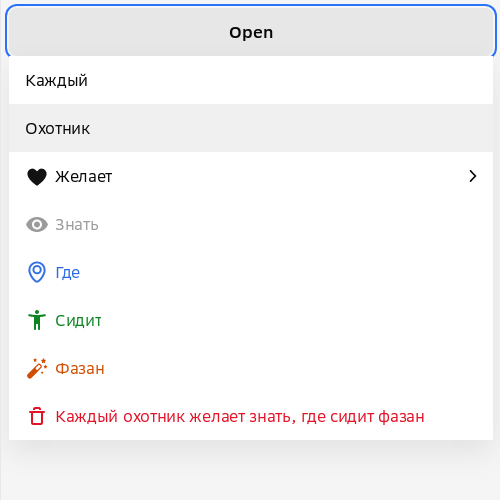 Open
Каждый
Охотник
Желает
Знать
Где
Сидит
Фазан
Каждый охотник желает знать, где сидит фазан